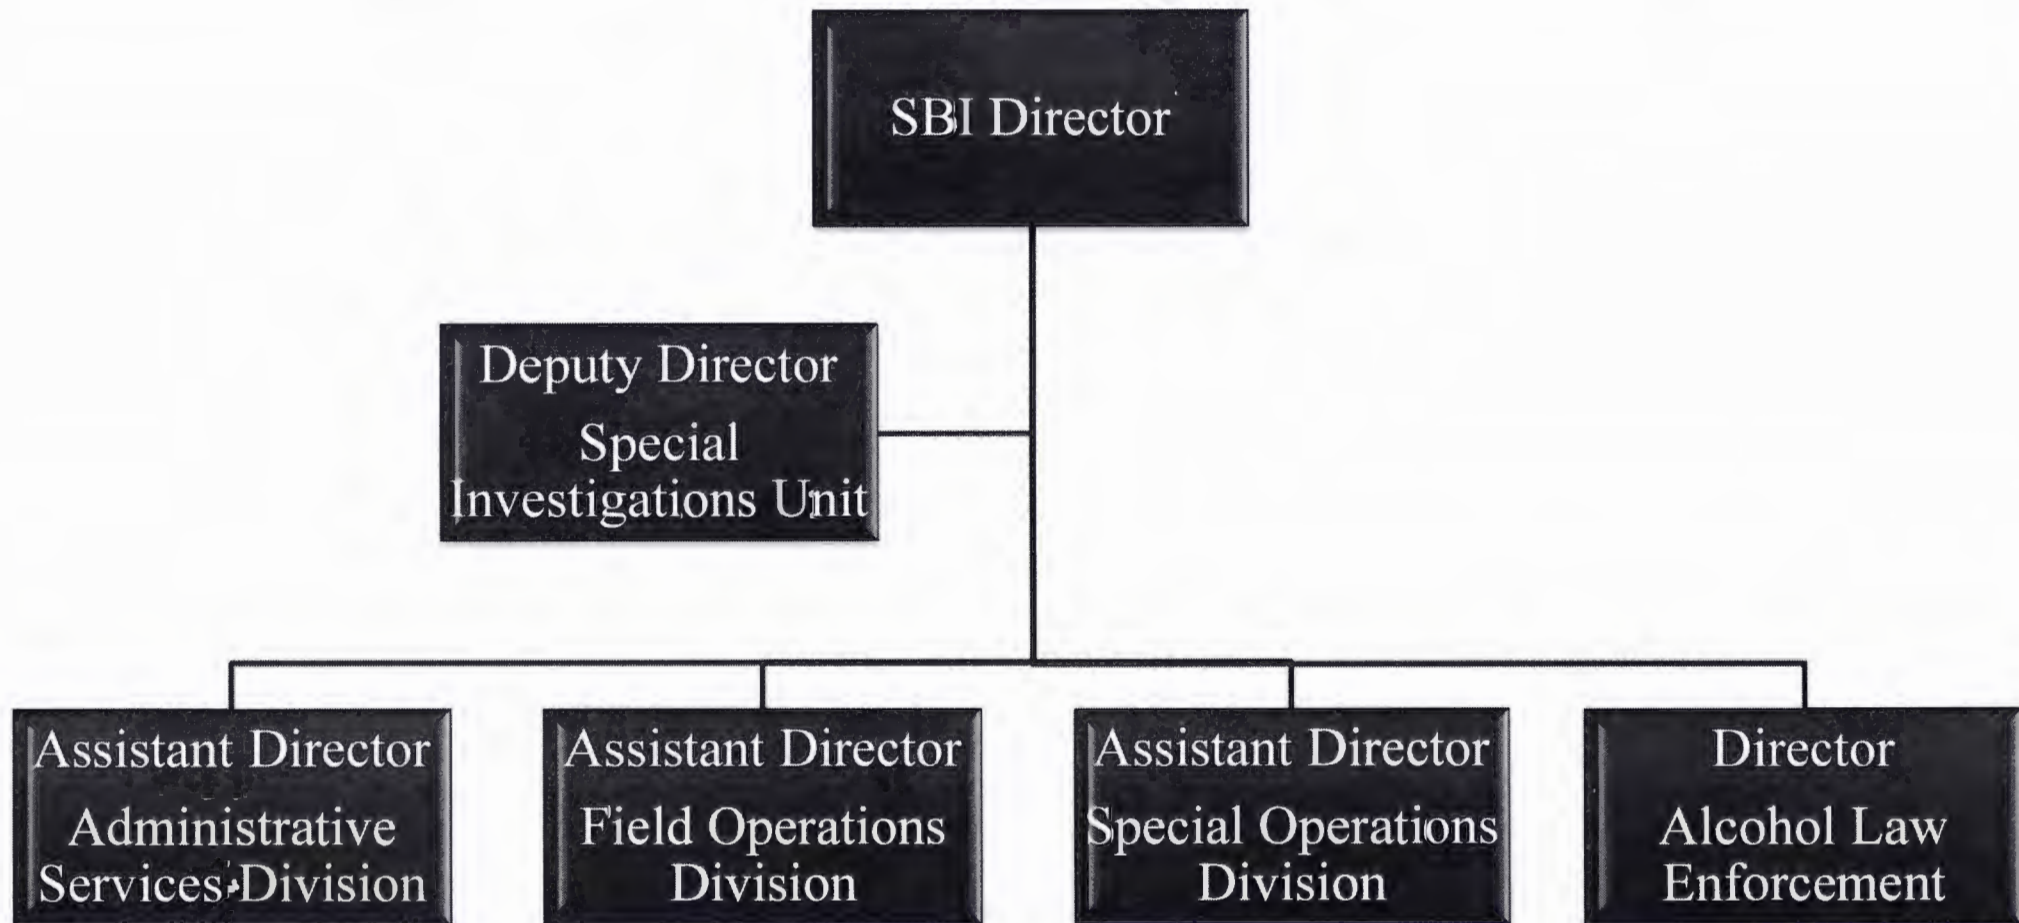 SBI Director
Deputy Director
Special
Investigations Unit
Assistant Director
Administrative
Services Division
Assistant Director
Field Operations
Division
Assistant Director
Special Operations
Division
Director
Alcohol Law
Enforcement